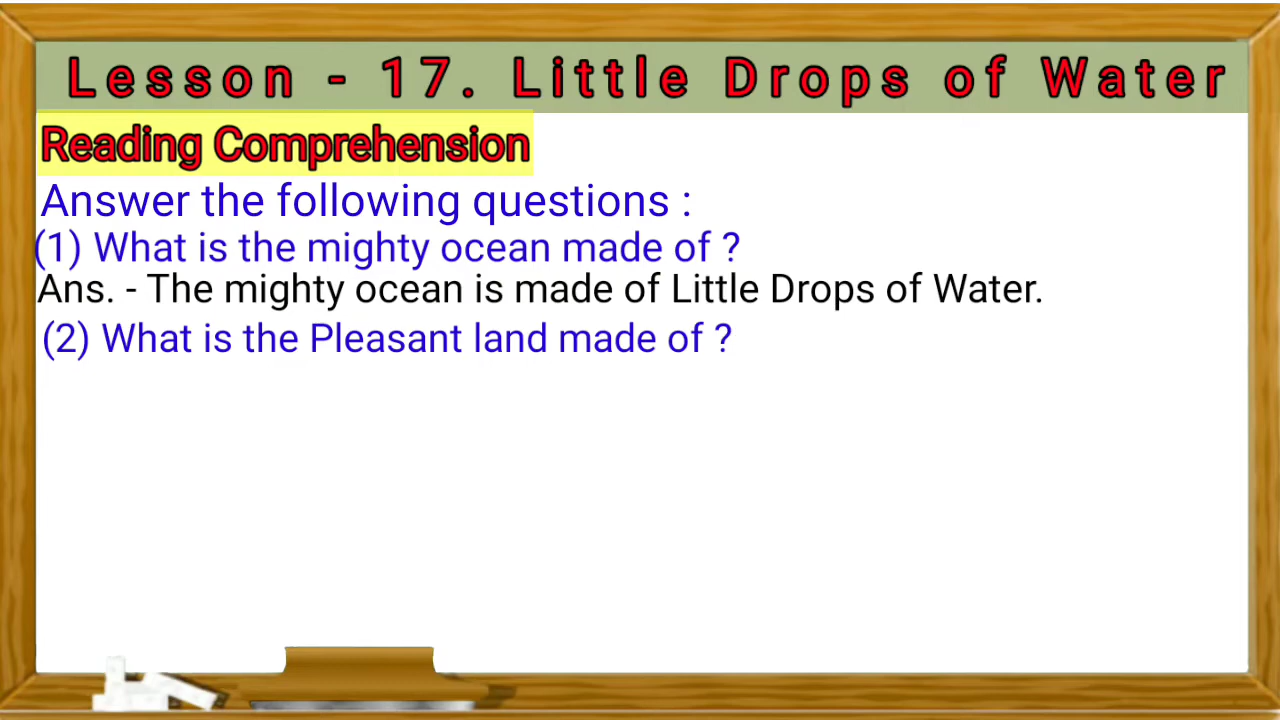 Lesson - 17. Little Drops of Water
Reading Comprehension
Answer the following questions :
(1) What is the mighty ocean made of ?
Ans. - The mighty ocean is made of Little Drops of Water.
(2) What is the Pleasant land made of ?